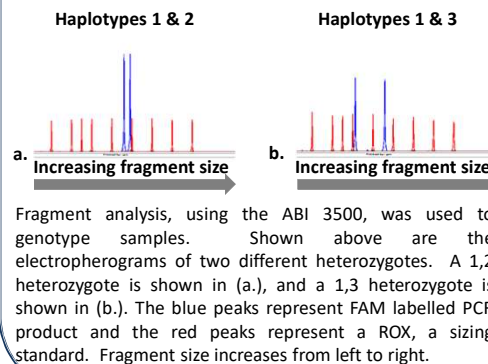 Haplotypes 1 & 2
Haplotypes 1 & 3
a.
Increasing fragment size
b.
Increasing fragment size
Fragment analysis, using the ABI 3500, was used to
genotype samples. Shown above are the
electropherograms of two different heterozygotes. A 1,2
heterozygote is shown in (a.), and a 1,3 heterozygote is
shown in (b.). The blue peaks represent FAM labelled PCR
product and the red peaks represent a ROX, a sizing
standard. Fragment size increases from left to right.